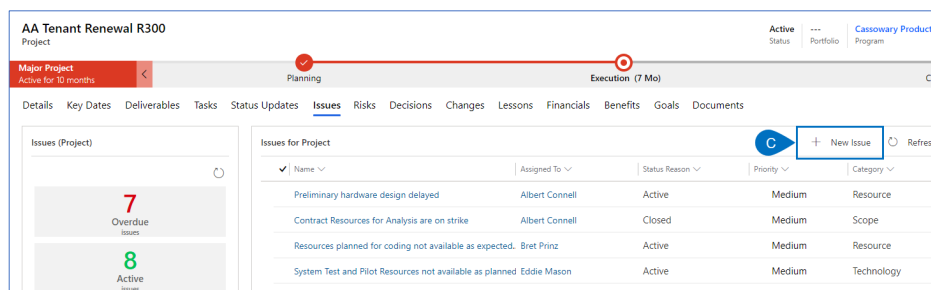 AA Tenant Renewal R300
Project
Active
Status
---
Portfolio
Cassowary Product
Program
Major Project
Active for 10 months
Planning
Execution (7 Mo)
C
Details Key Dates Deliverables Tasks Status Updates Issues Risks Decisions Changes Lessons Financials Benefits Goals Documents
Issues (Project)
7
Overdue
issues
8
Active
issues
Issues for Project
C
+ New Issue
Refres
Name Assigned To Status Reason Priority Category
Preliminary hardware design delayed Albert Connell Active Medium Resource
Contract Resources for Analysis are on strike Albert Connell Closed Medium Scope
Resources planned for coding not available as expected. Bret Prinz Active Medium Resource
System Test and Pilot Resources not available as planned Eddie Mason Active Medium Technology